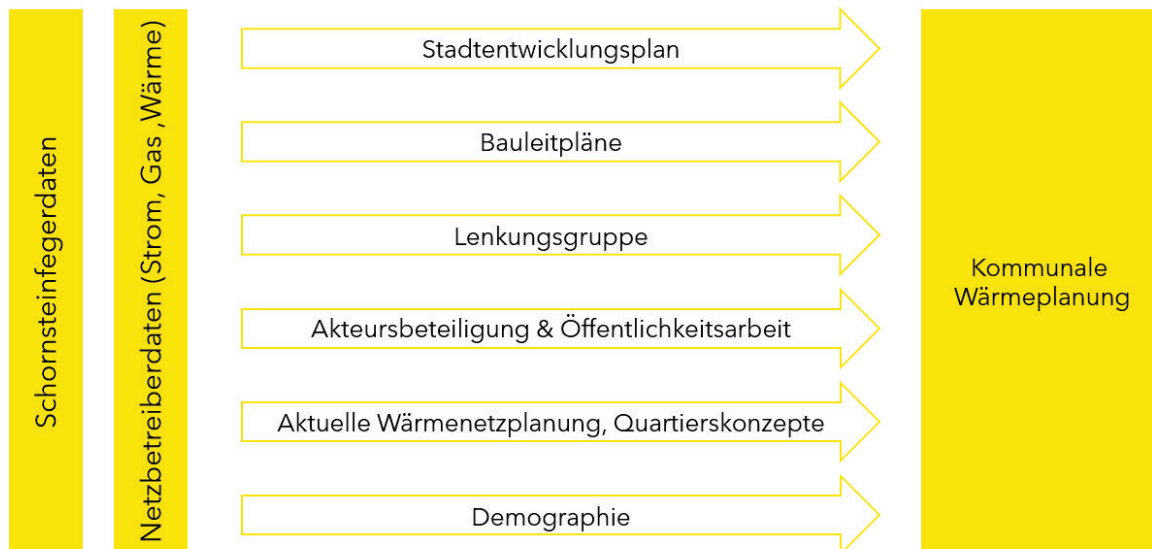 Schornsteinfegerdaten
Netzbetreiberdaten (Strom, Gas ,Wärme)
Stadtentwicklungsplan
Bauleitpläne
Lenkungsgruppe
Akteursbeteiligung & Öffentlichkeitsarbeit
Aktuelle Wärmenetzplanung, Quartierskonzepte
Demographie
Kommunale
Wärmeplanung